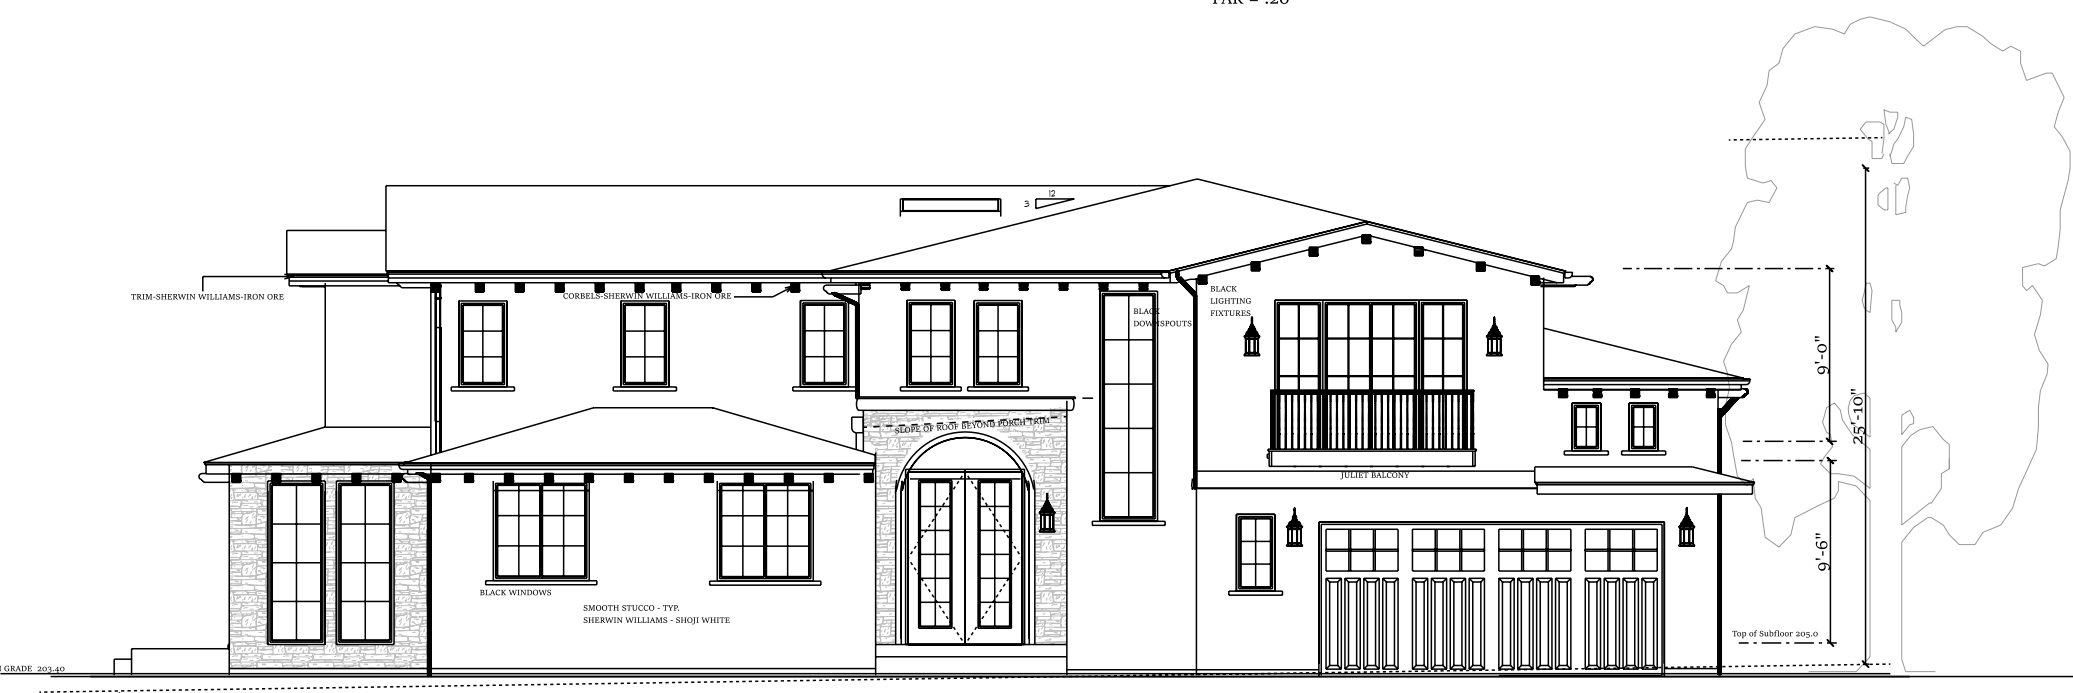 12
3
TRIM-SHERWIN WILLIAMS-IRON ORE
CORBELS-SHERWIN WILLIAMS-IRON ORE
BLACK
DOWNSPOUTS
BLACK
LIGHTING
FIXTURES
9'-0"
25'-10"
SLOPE OF ROOF BEYOND PORCH TRIM
JULIET BALCONY
9'-6"
BLACK WINDOWS
SMOOTH STUCCO - TYP.
SHERWIN WILLIAMS - SHOJI WHITE
Top of Subfloor 205.0
GRADE 203.40